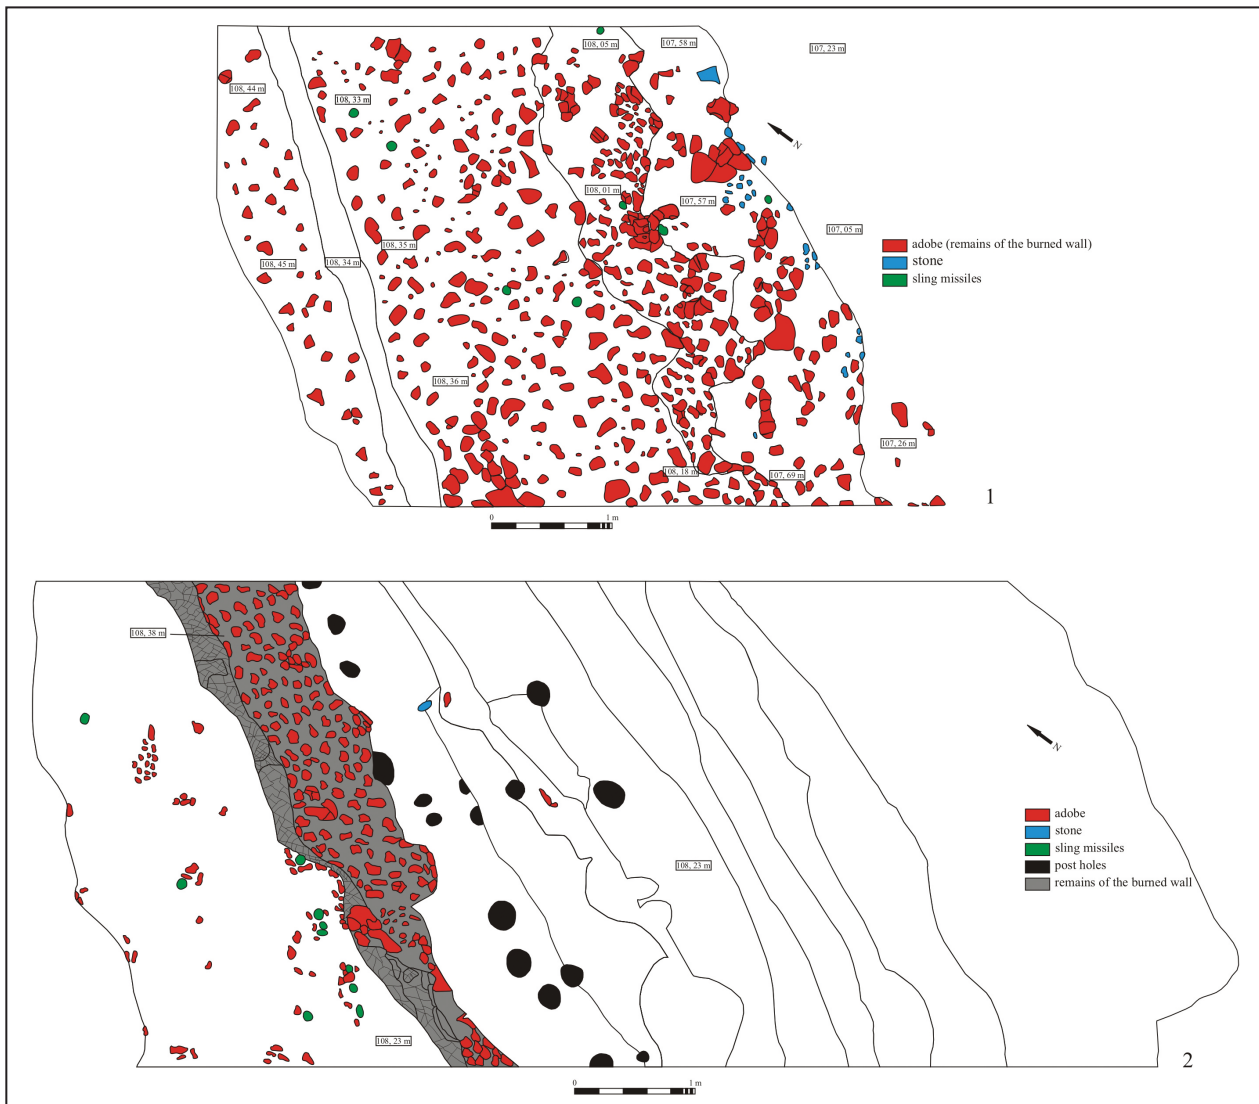 108, 05 m
107, 58 m
107, 23 m
108, 44 m
108, 33 m
N
108, 01 m
107, 57 m
107, 05 m
108, 35 m
108, 34 m
108, 45 m
adobe (remains of the burned wall)
stone
sling missiles
108, 36 m
107, 26 m
108, 18 m
107, 69 m
1
0 1 m
108, 38 m
N
adobe
stone
sling missiles
post holes
remains of the burned wall
108, 23 m
108, 23 m
2
0 1 m